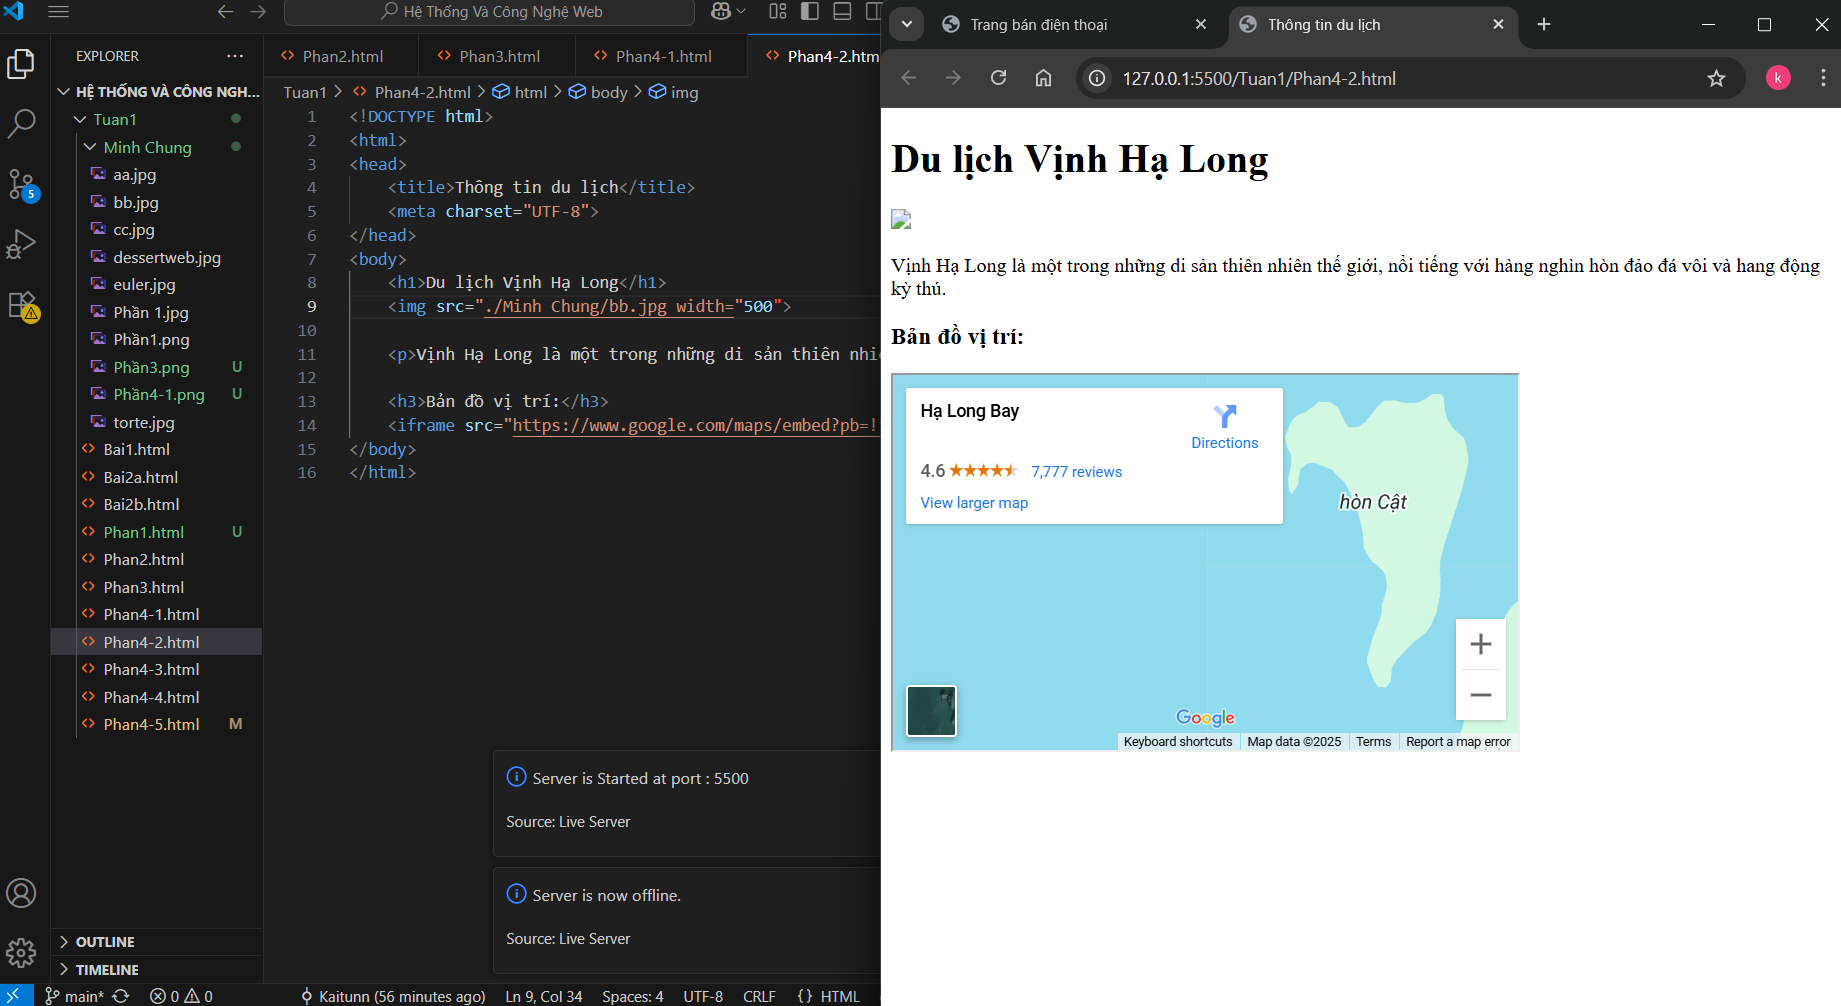 Hệ Thống Và Công Nghệ Web
EXPLORER
HỆ THỐNG VÀ CÔNG NGH...
Tuan1
Minh Chung
aa.jpg
bb.jpg
cc.jpg
dessertweb.jpg
euler.jpg
Phần 1.jpg
Phần1.png
Phần3.png U
Phần4-1.png U
torte.jpg
Bai1.html
Bai2a.html
Bai2b.html
Phan1.html U
Phan2.html
Phan3.html
Phan4-1.html
Phan4-2.html
Phan4-3.html
Phan4-4.html
Phan4-5.html M
OUTLINE
TIMELINE
5
Phan2.html
Phan3.html
Phan4-1.html
Phan4-2.htm
Tuan1 > Phan4-2.html > html > body > img
1 <!DOCTYPE html>
2 <html>
3 <head>
4 <title>Thông tin du lịch</title>
5 <meta charset="UTF-8">
6 </head>
7 <body>
8 <h1>Du lịch Vịnh Hạ Long</h1>
9 <img src="./Minh Chung/bb.jpg width="500">
10
11 <p>Vịnh Hạ Long là một trong những di sản thiên nhi
12
13 <h3>Bản đồ vị trí:</h3>
14 <iframe src="https://www.google.com/maps/embed?pb=!
15 </body>
16 </html>
Server is Started at port : 5500
Source: Live Server
Server is now offline.
Source: Live Server
main* 0 0 Kaitunn (56 minutes ago) Ln 9, Col 34 Spaces: 4 UTF-8 CRLF {} HTML
Trang bán điện thoại
Thông tin du lịch
127.0.0.1:5500/Tuan1/Phan4-2.html
k
Du lịch Vịnh Hạ Long
Vịnh Hạ Long là một trong những di sản thiên nhiên thế giới, nổi tiếng với hàng nghìn hòn đảo đá vôi và hang động
kỳ thú.
Bản đồ vị trí:
Hạ Long Bay
Directions
4.6 7,777 reviews
View larger map
hòn Cật
Google
Keyboard shortcuts Map data ©2025 Terms Report a map error